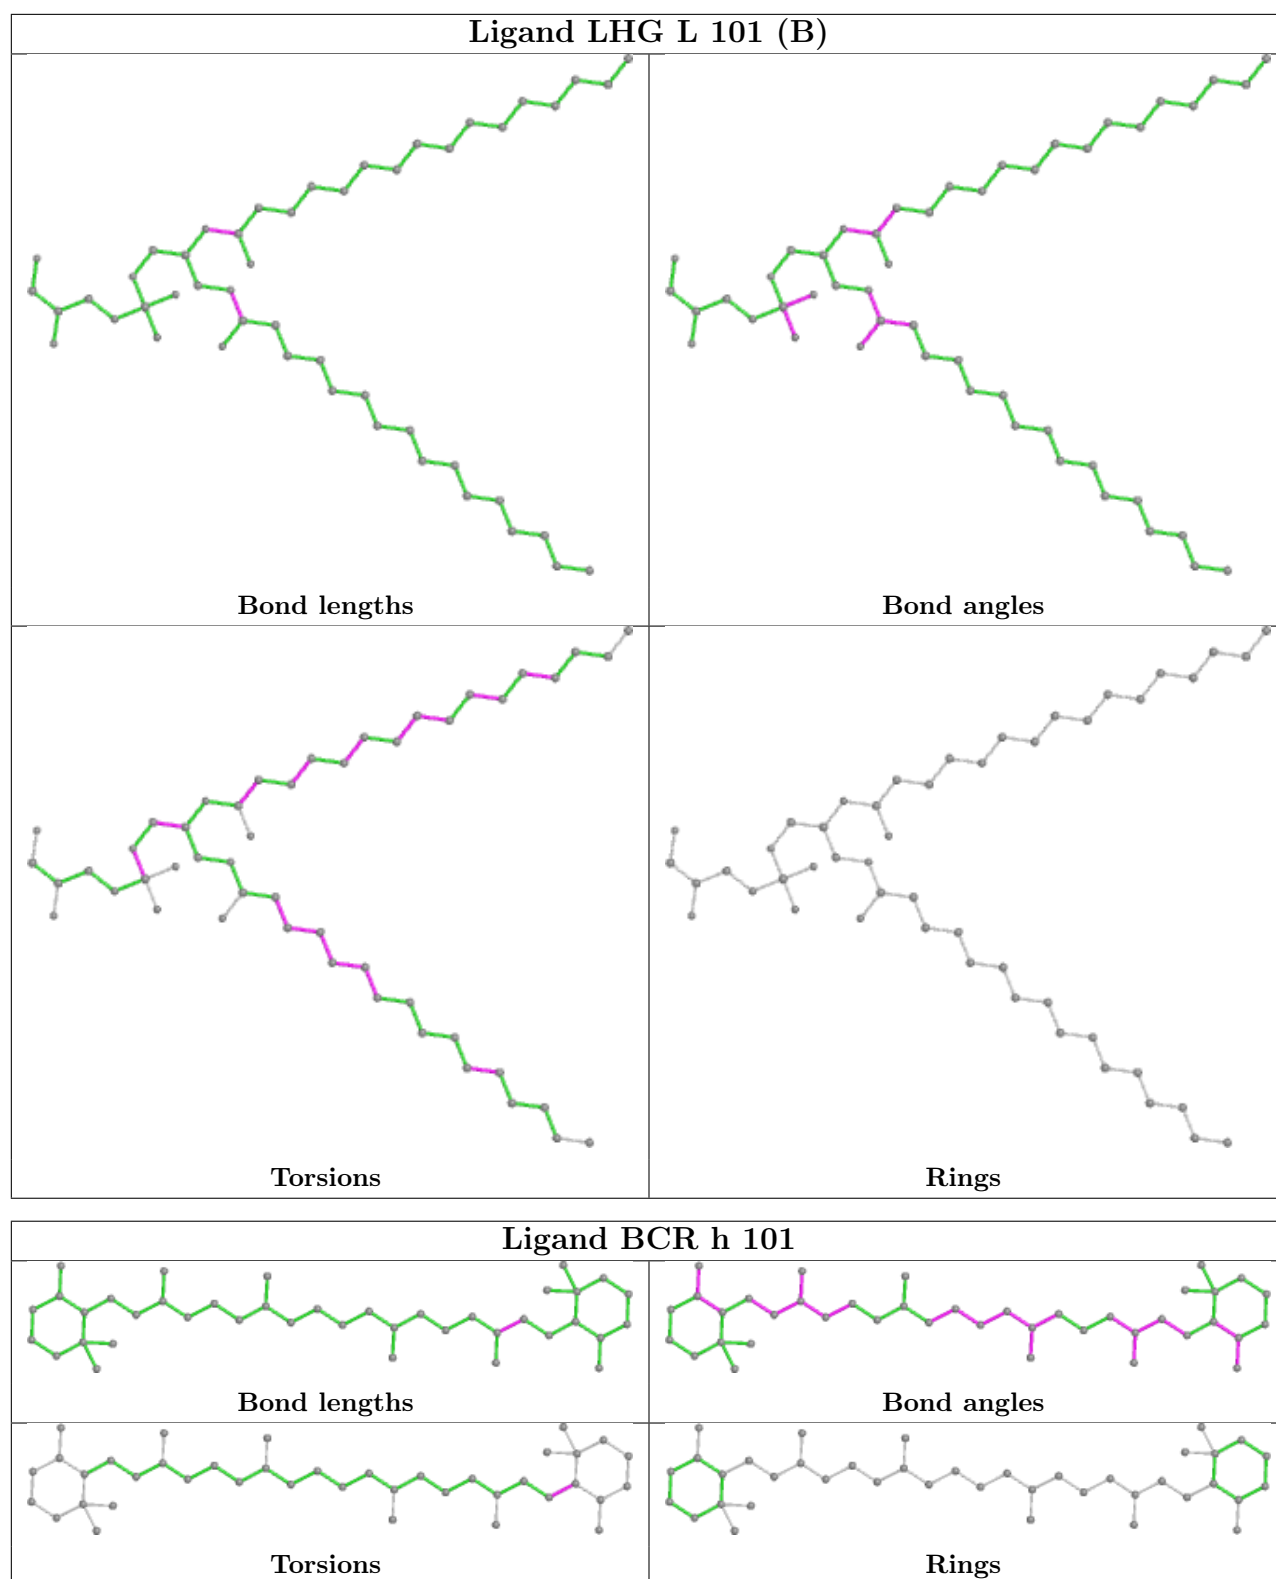 Ligand LHG L 101 (B)
Bond lengths
Bond angles
Torsions
Rings
Ligand BCR h 101
Bond lengths
Bond angles
Torsions
Rings